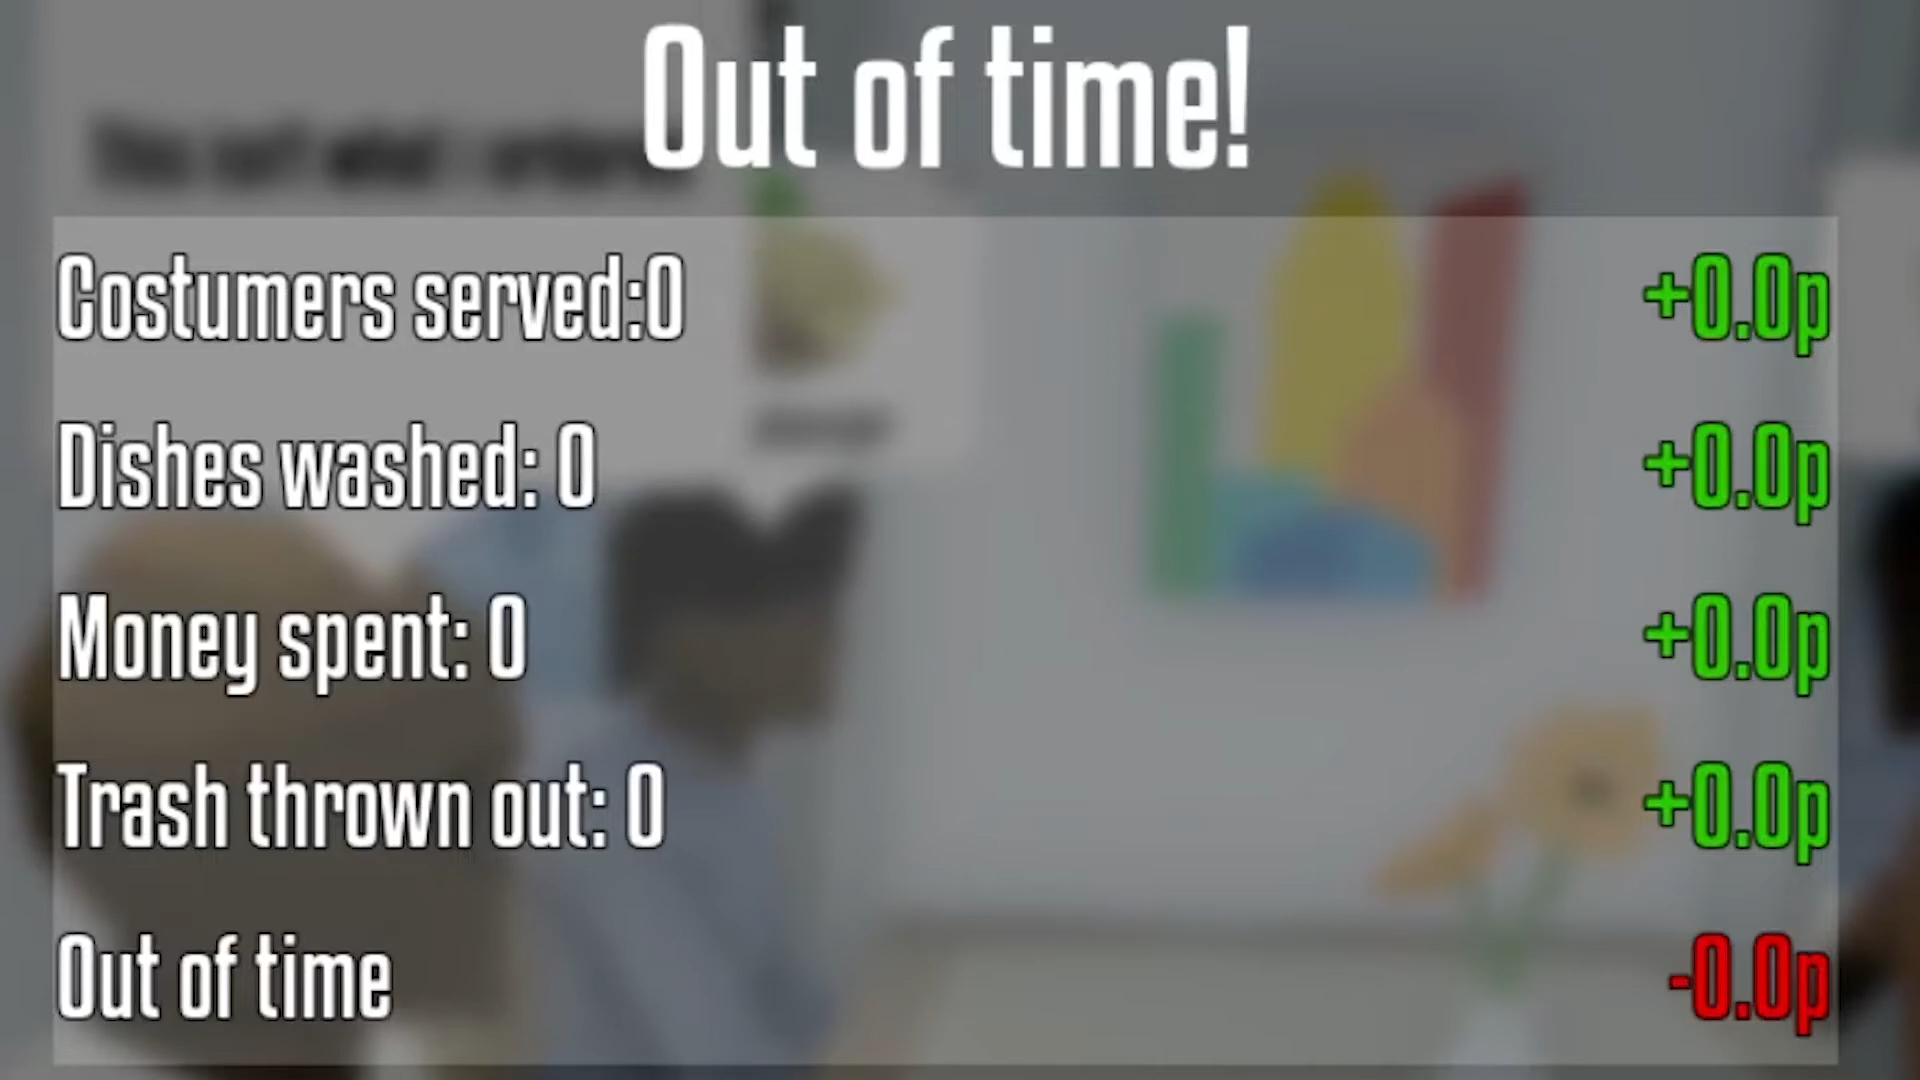 Out of time!
Costumers served:0 +0.0p
Dishes washed: 0 +0.0p
Money spent: 0 +0.0p
Trash thrown out: 0 +0.0p
Out of time -0.0p